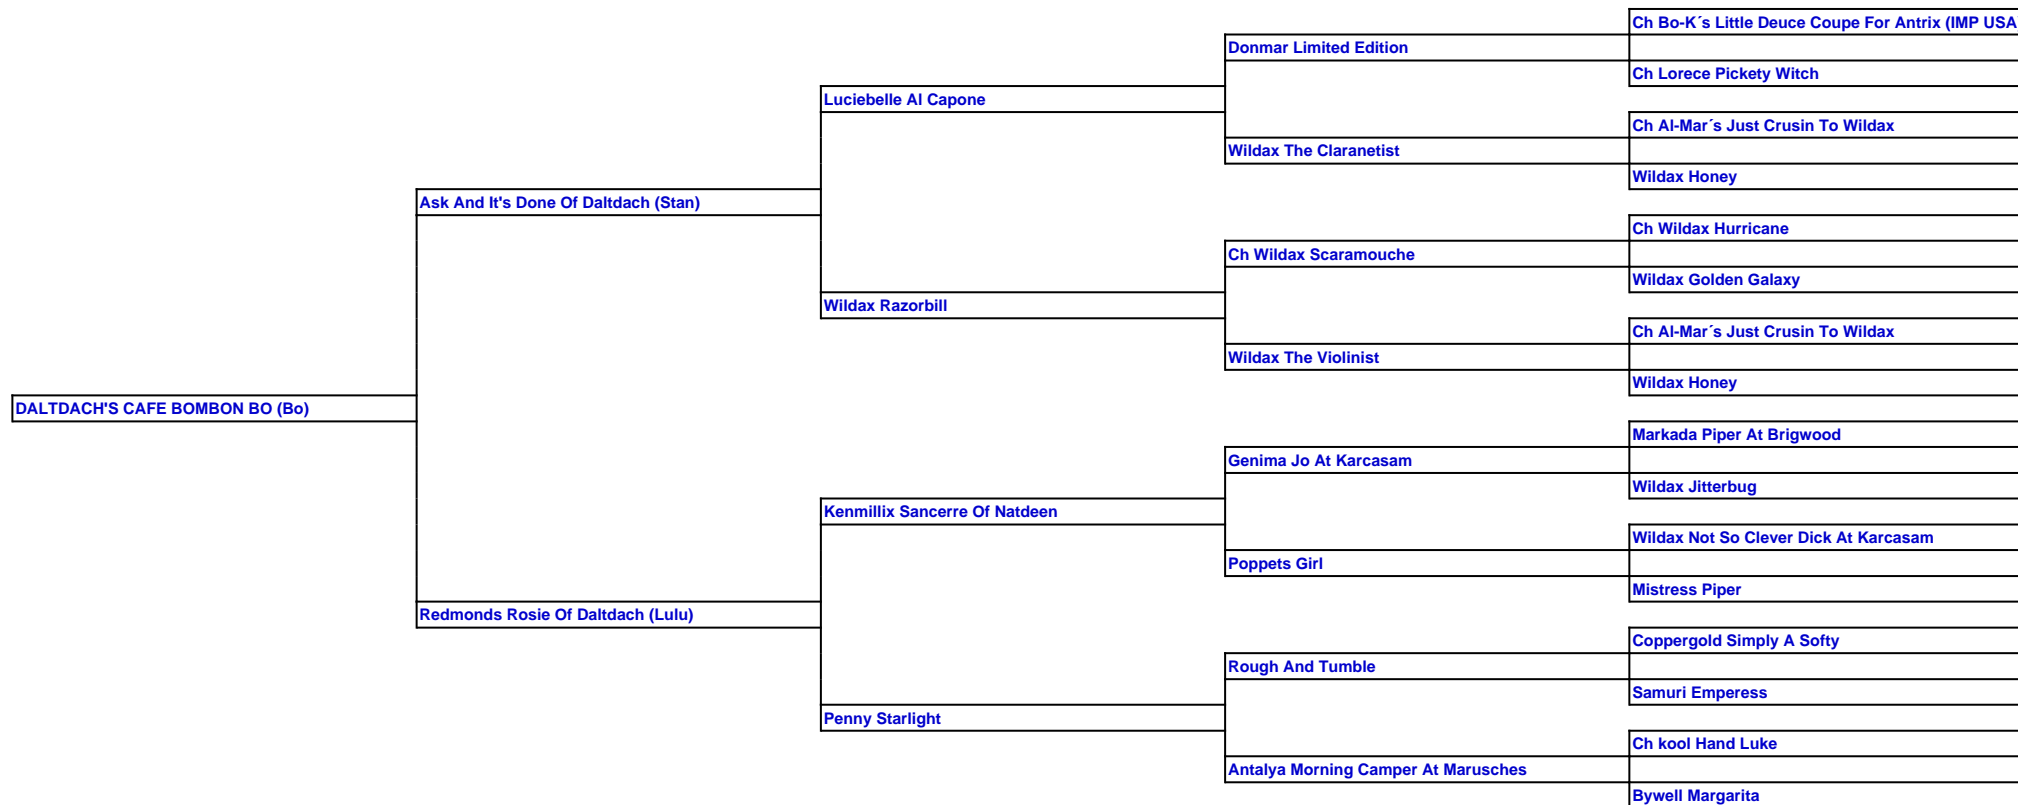 Ch Bo-K´s Little Deuce Coupe For Antrix (IMP USA
Donmar Limited Edition
Ch Lorece Pickety Witch
Luciebelle Al Capone
Ch Al-Mar´s Just Crusin To Wildax
Wildax The Claranetist
Wildax Honey
Ask And It's Done Of Daltdach (Stan)
Ch Wildax Hurricane
Ch Wildax Scaramouche
Wildax Golden Galaxy
Wildax Razorbill
Ch Al-Mar´s Just Crusin To Wildax
Wildax The Violinist
Wildax Honey
DALTDACH'S CAFE BOMBON BO (Bo)
Markada Piper At Brigwood
Genima Jo At Karcasam
Wildax Jitterbug
Kenmillix Sancerre Of Natdeen
Wildax Not So Clever Dick At Karcasam
Poppets Girl
Mistress Piper
Redmonds Rosie Of Daltdach (Lulu)
Coppergold Simply A Softy
Rough And Tumble
Samuri Emperess
Penny Starlight
Ch kool Hand Luke
Antalya Morning Camper At Marusches
Bywell Margarita